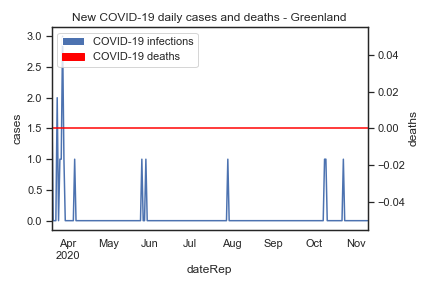 New COVID-19 daily cases and deaths - Greenland
COVID-19 infections
COVID-19 deaths
3.0
2.5
2.0
1.5
1.0
0.5
0.0
cases
0.04
0.02
0.00
−0.02
−0.04
deaths
Apr May Jun Jul Aug Sep Oct Nov
2020
dateRep